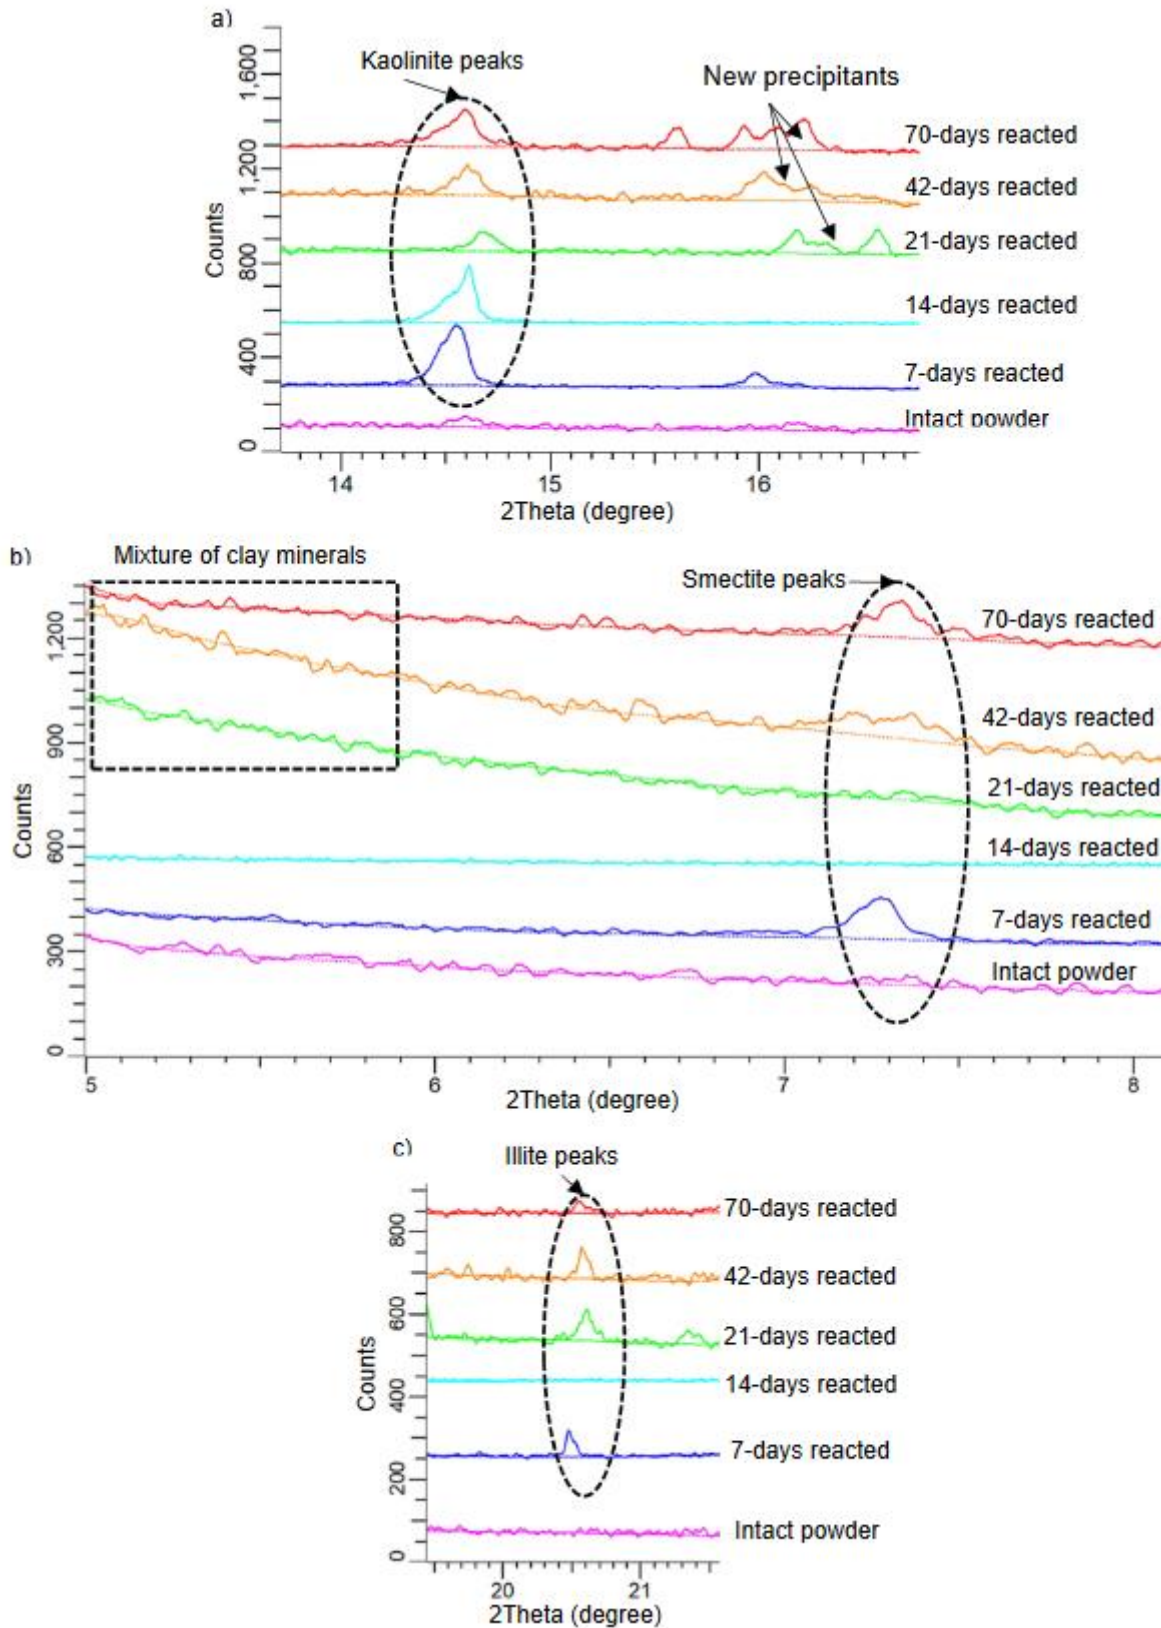 a)
Kaolinite peaks
New precipitants
1,600
1,200
800
400
0
Counts
70-days reacted
42-days reacted
21-days reacted
14-days reacted
7-days reacted
Intact powder
14 15 16
2Theta (degree)
b)
Mixture of clay minerals
Smectite peaks
1200
900
600
300
0
Counts
70-days reacted
42-days reacted
21-days reacted
14-days reacted
7-days reacted
Intact powder
5 6 7 8
2Theta (degree)
c)
Illite peaks
800
600
400
200
0
Counts
70-days reacted
42-days reacted
21-days reacted
14-days reacted
7-days reacted
Intact powder
20 21
2Theta (degree)